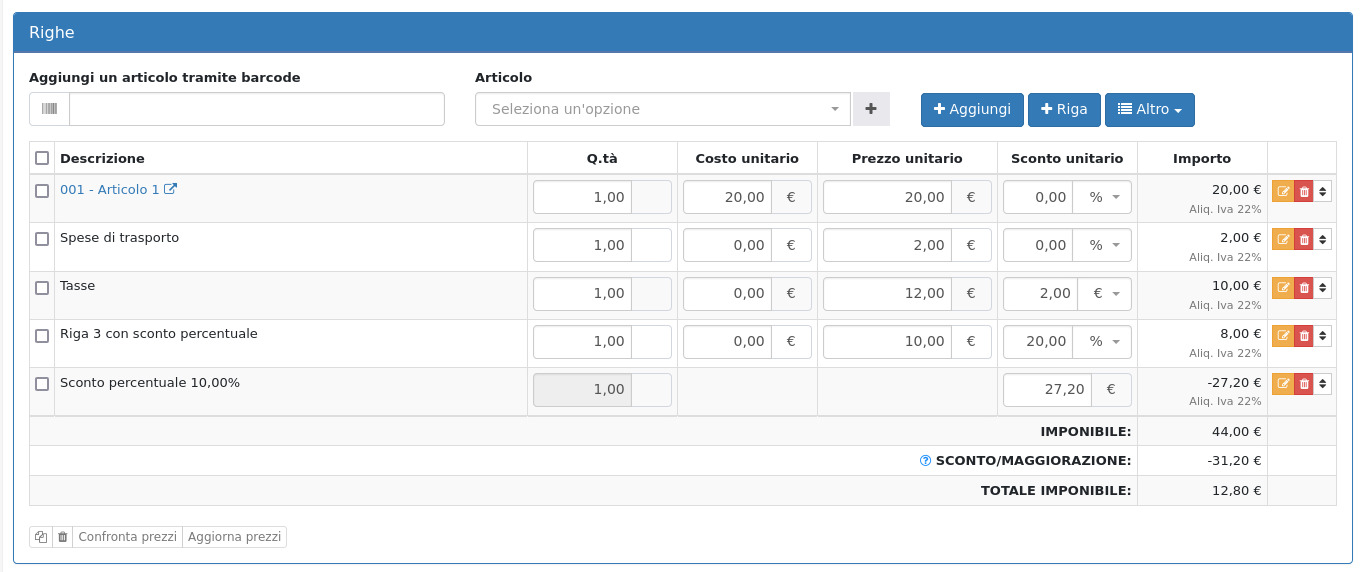 Righe
Aggiungi un articolo tramite barcode
Articolo
Seleziona un'opzione
Aggiungi
Riga
Altro
Descrizione Q.tà Costo unitario Prezzo unitario Sconto unitario Importo
001 - Articolo 1 1,00 20,00 € 20,00 € 0,00 % 20,00 €
Aliq. Iva 22%
Spese di trasporto 1,00 0,00 € 2,00 € 0,00 % 2,00 €
Aliq. Iva 22%
Tasse 1,00 0,00 € 12,00 € 2,00 € 10,00 €
Aliq. Iva 22%
Riga 3 con sconto percentuale 1,00 0,00 € 10,00 € 20,00 % 8,00 €
Aliq. Iva 22%
Sconto percentuale 10,00% 1,00 27,20 € -27,20 €
Aliq. Iva 22%
IMPONIBILE: 44,00 €
SCONTO/MAGGIORAZIONE: -31,20 €
TOTALE IMPONIBILE: 12,80 €
Confronta prezzi Aggiorna prezzi